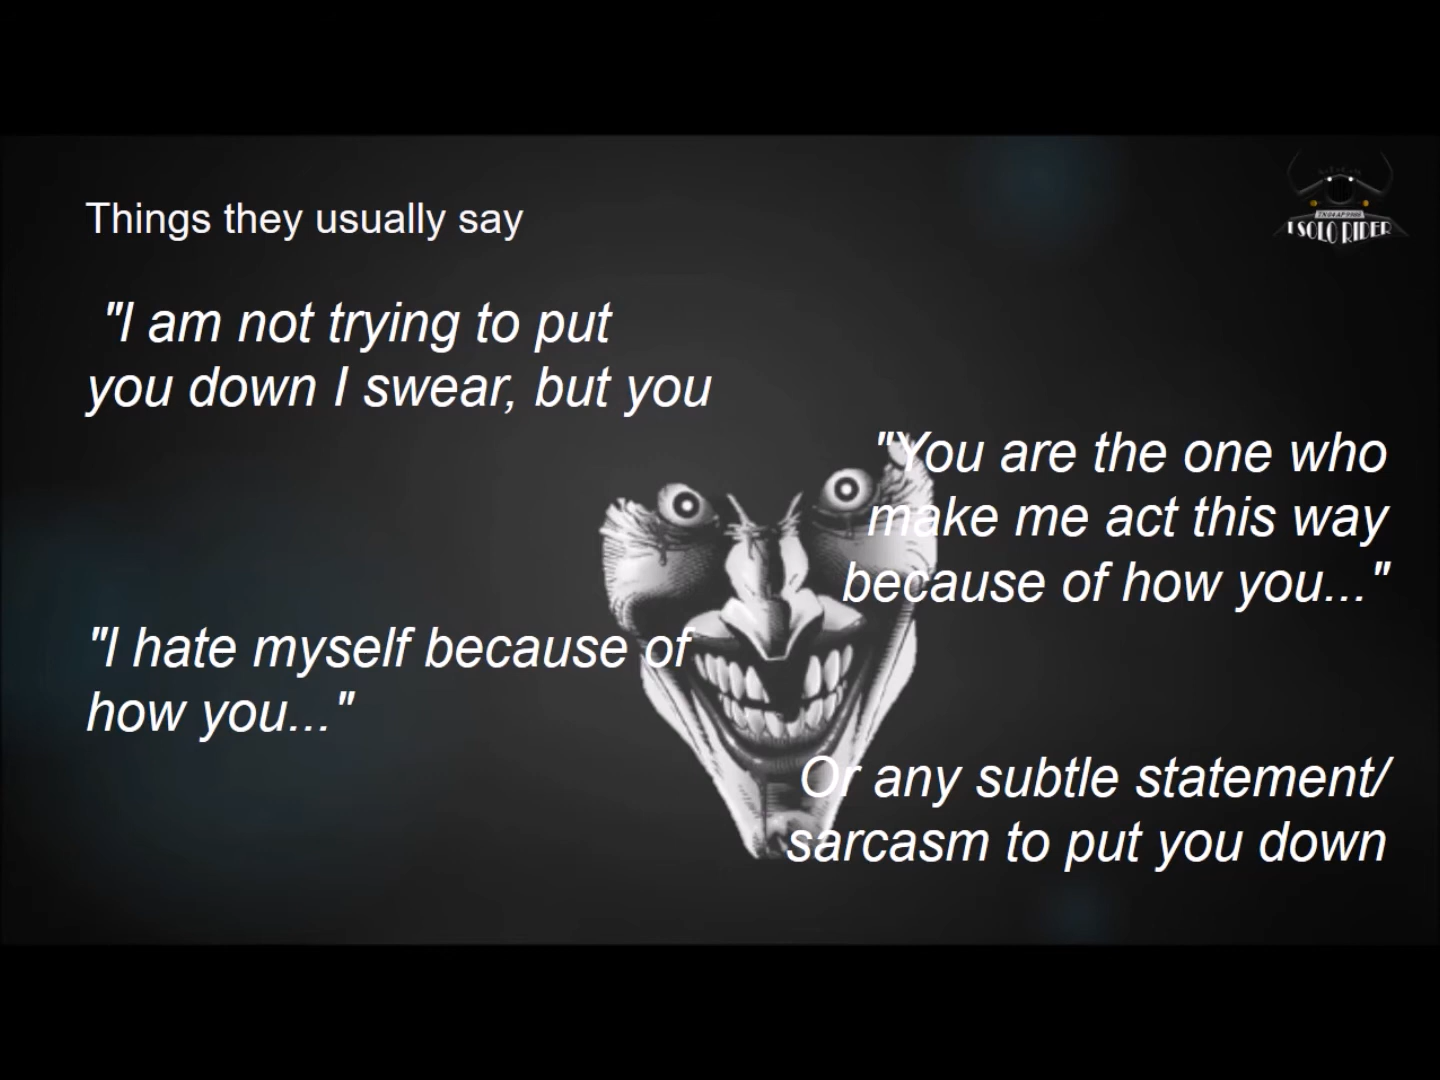 Things they usually say
"I am not trying to put
you down I swear, but you
"You are the one who
make me act this way
because of how you..."
"I hate myself because of
how you..."
Or any subtle statement/
sarcasm to put you down
I SOLO RIDER